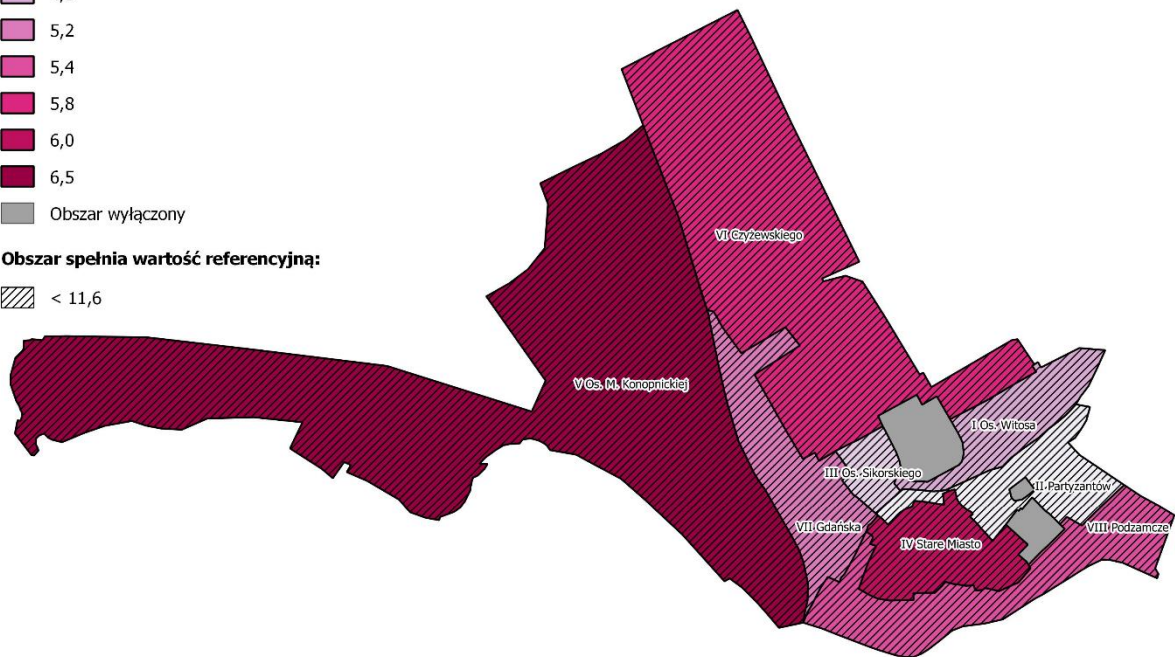 5,2
5,4
5,8
6,0
6,5
Obszar wyłączony
Obszar spełnia wartość referencyjną:
< 11,6
VI Czyżewskiego
V Os. M. Konopnickiej
I Os. Witosa
III Os. Sikorskiego
II Partyzantów
VII Gdańska
VIII Podzamcze
IV Stare Miasto